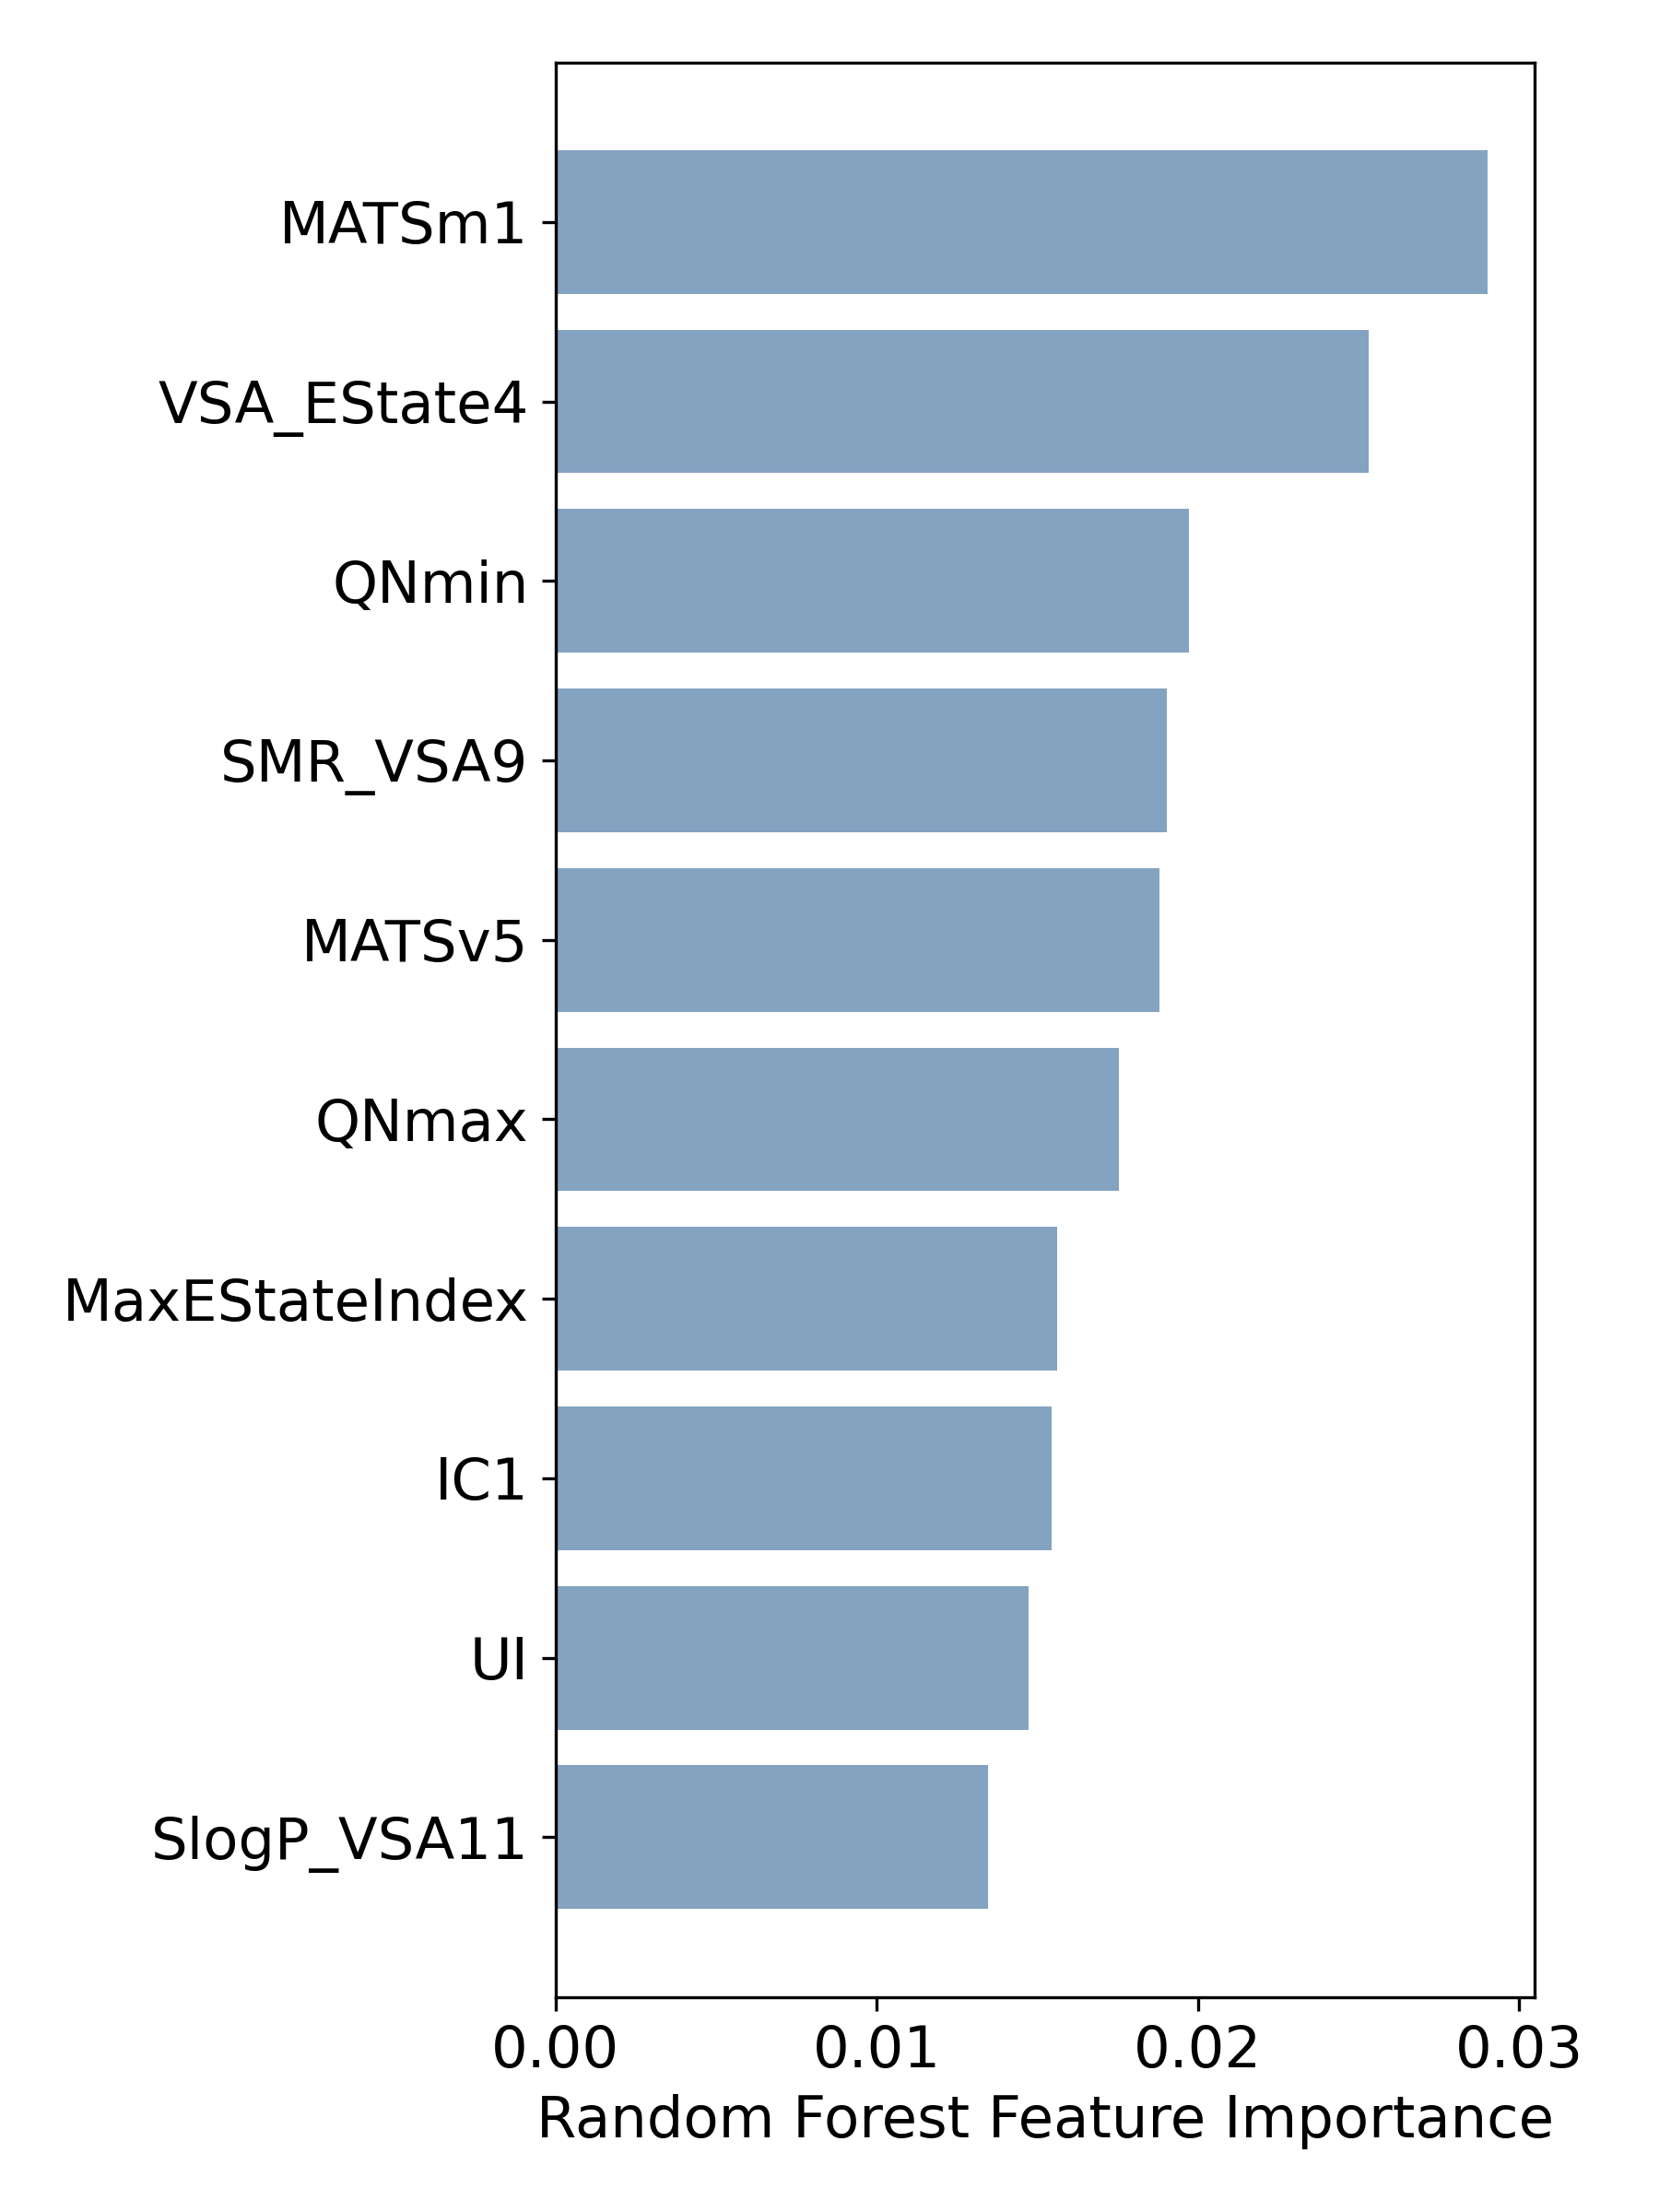 MATSm1
VSA_EState4
QNmin
SMR_VSA9
MATSv5
QNmax
MaxEStateIndex
IC1
UI
SlogP_VSA11
0.00 0.01 0.02 0.03
Random Forest Feature Importance